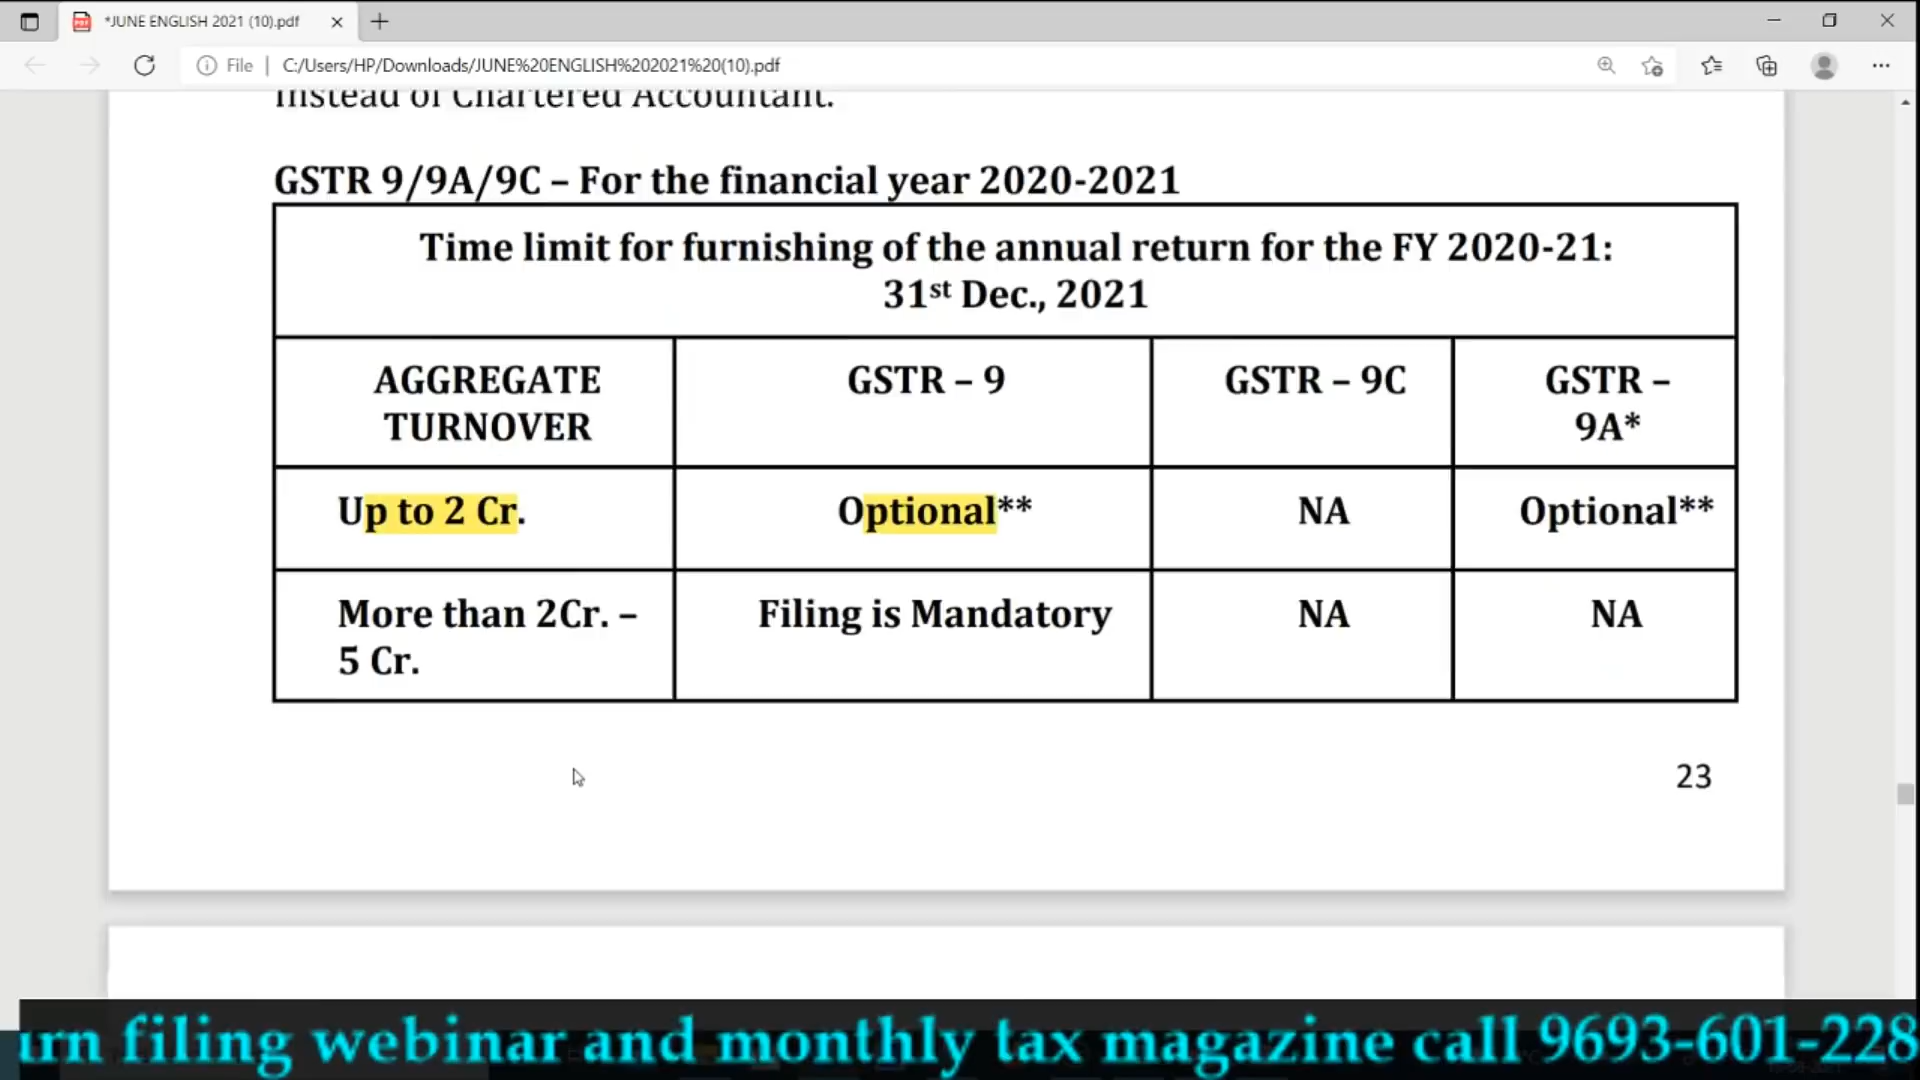 *JUNE ENGLISH 2021 (10).pdf
File | C:/Users/HP/Downloads/JUNE%20ENGLISH%202021%20(10).pdf
Instead of Chartered Accountant.
GSTR 9/9A/9C – For the financial year 2020-2021
Time limit for furnishing of the annual return for the FY 2020-21:
31st Dec., 2021
AGGREGATE TURNOVER
GSTR – 9
GSTR – 9C
GSTR – 9A*
Up to 2 Cr.
Optional**
NA
Optional**
More than 2Cr. – 5 Cr.
Filing is Mandatory
NA
NA
23
filing webinar and monthly tax magazine call 9693-601-228